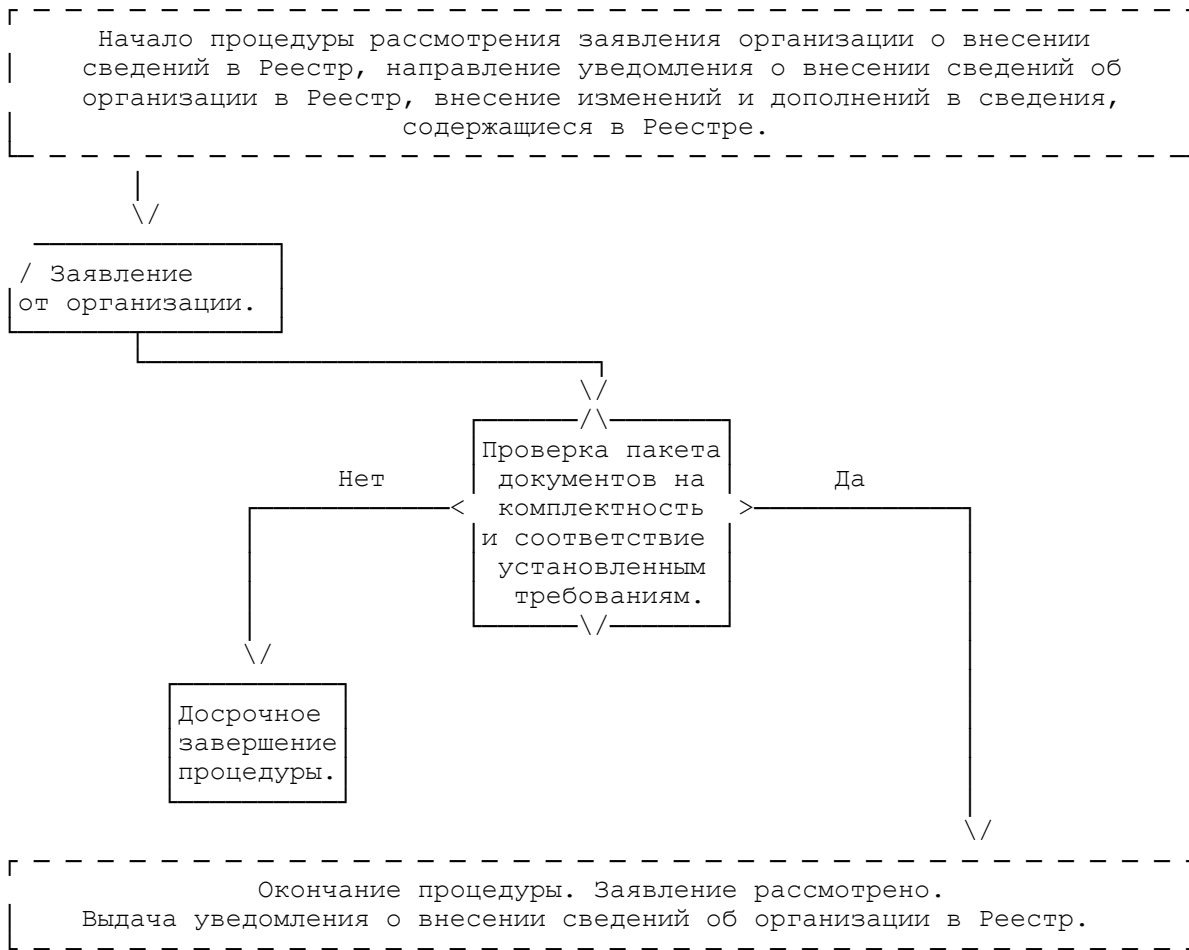 Начало процедуры рассмотрения заявления организации о внесении
сведений в Реестр, направление уведомления о внесении сведений об
организации в Реестр, внесение изменений и дополнений в сведения,
содержащиеся в Реестре.
Заявление
от организации.
Проверка пакета
документов на
Нет
Да
комплектность
и соответствие
установленным
требованиям.
Досрочное
завершение
процедуры.
Окончание процедуры. Заявление рассмотрено.
Выдача уведомления о внесении сведений об организации в Реестр.